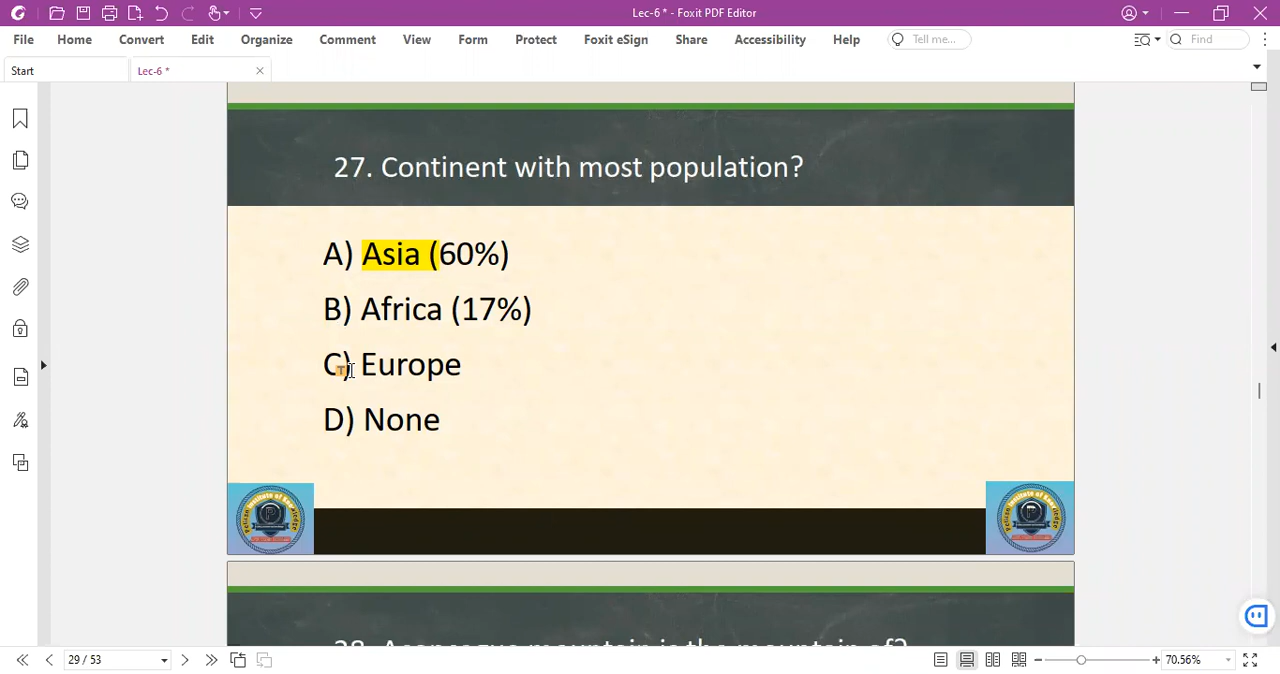 Lec-6 * - Foxit PDF Editor
File Home Convert Edit Organize Comment View Form Protect Foxit eSign Share Accessibility Help Tell me... Find
Start Lec-6 *
27. Continent with most population?
A) Asia (60%)
B) Africa (17%)
C) Europe
D) None
29 / 53
70.56%